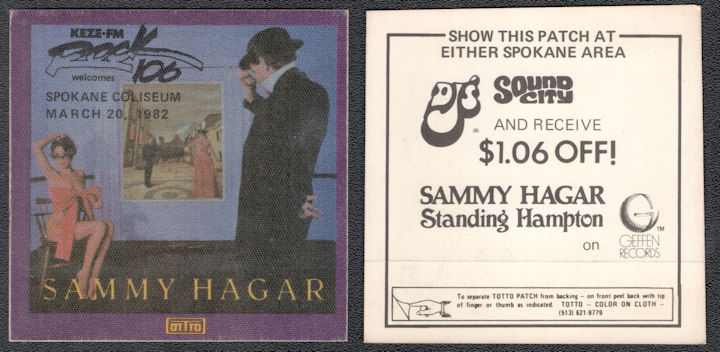 KEZE-FM
Rock 106
welcomes
SPOKANE COLISEUM
MARCH 20, 1982
SAMMY HAGAR
OTTO
SHOW THIS PATCH AT
EITHER SPOKANE AREA
DJ'S SOUND CITY
AND RECEIVE
$1.06 OFF!
SAMMY HAGAR
Standing Hampton
on
G
GEFFEN
RECORDS
TM
To separate TOTTO PATCH from backing – on front peel back with tip
of finger or thumb as indicated. TOTTO – COLOR ON CLOTH –
(513) 621-9779